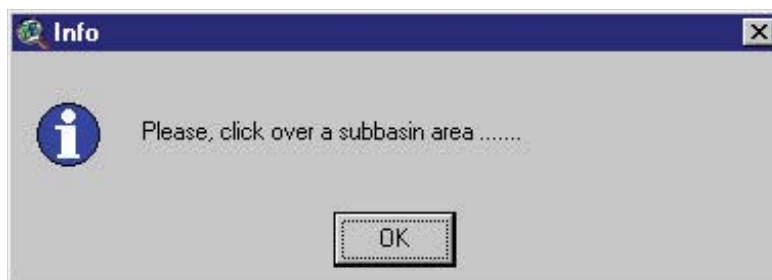 Info
Please, click over a subbasin area .......
OK